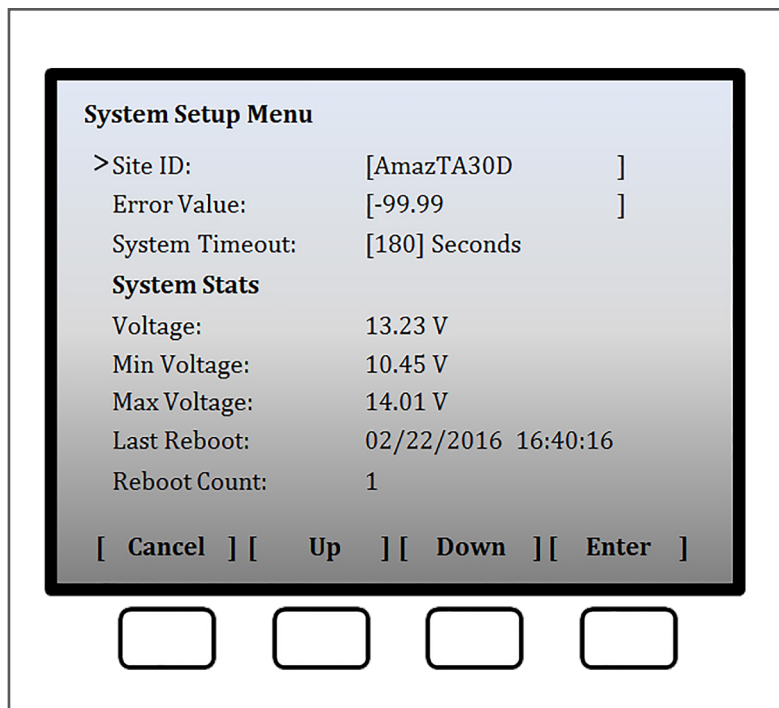 System Setup Menu
>Site ID: [AmazTA30D ]
Error Value: [-99.99 ]
System Timeout: [180] Seconds
System Stats
Voltage: 13.23 V
Min Voltage: 10.45 V
Max Voltage: 14.01 V
Last Reboot: 02/22/2016 16:40:16
Reboot Count: 1
[ Cancel ] [ Up ] [ Down ] [ Enter ]